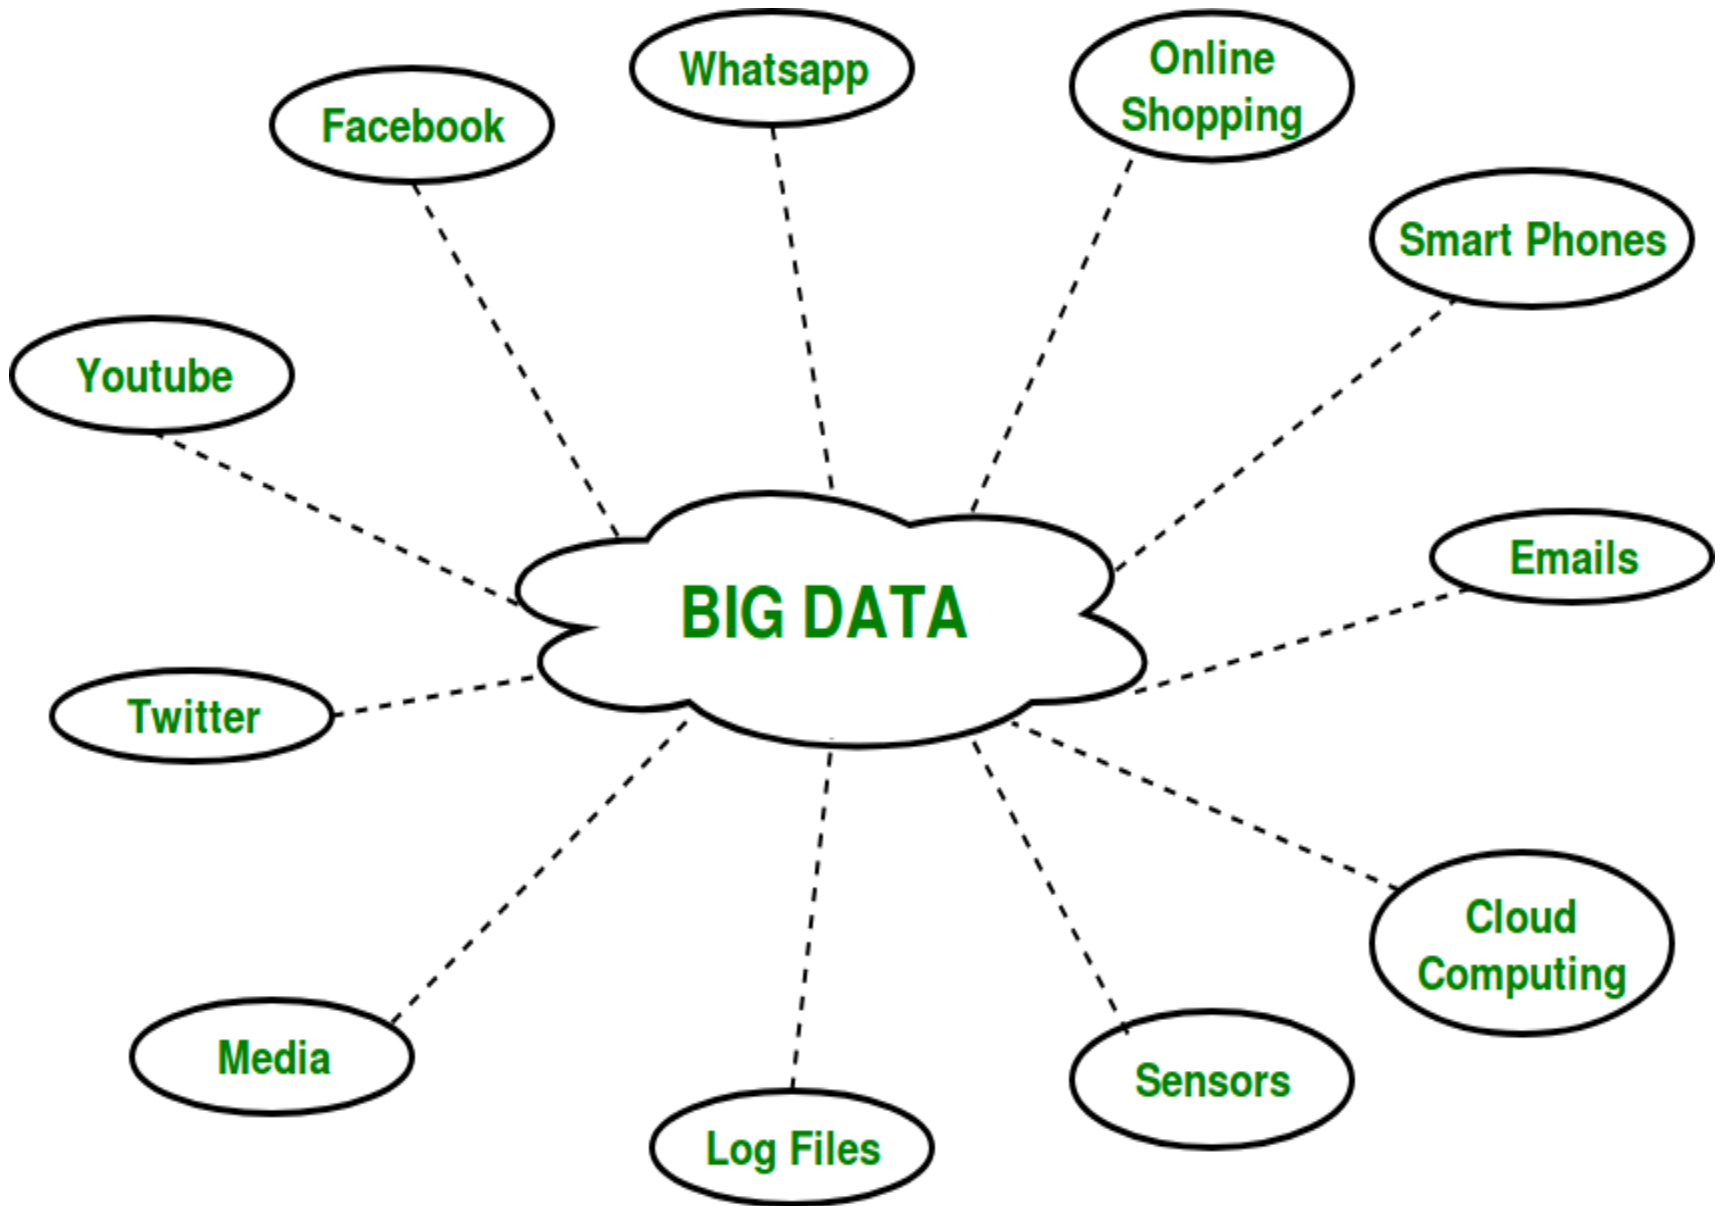 Whatsapp
Online
Shopping
Facebook
Smart Phones
Youtube
Emails
BIG DATA
Twitter
Cloud
Computing
Media
Sensors
Log Files